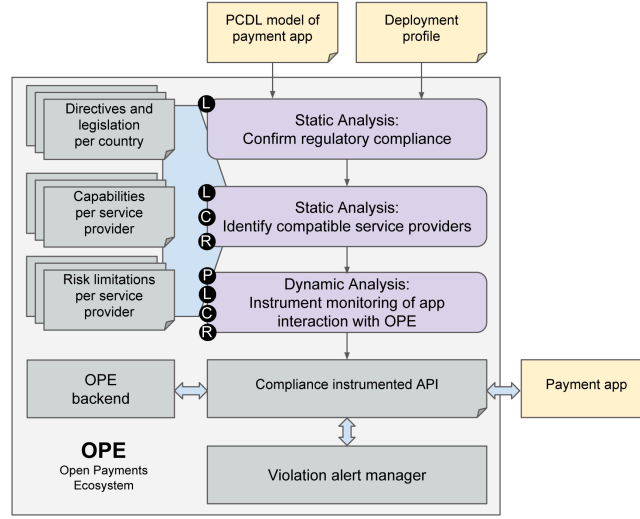 PCDL model of
payment app
Deployment
profile
Directives and
legislation
per country
L
Static Analysis:
Confirm regulatory compliance
Capabilities
per service
provider
L
C
R
Static Analysis:
Identify compatible service providers
Risk limitations
per service
provider
P
L
C
R
Dynamic Analysis:
Instrument monitoring of app
interaction with OPE
OPE
backend
Compliance instrumented API
Payment app
OPE
Open Payments
Ecosystem
Violation alert manager